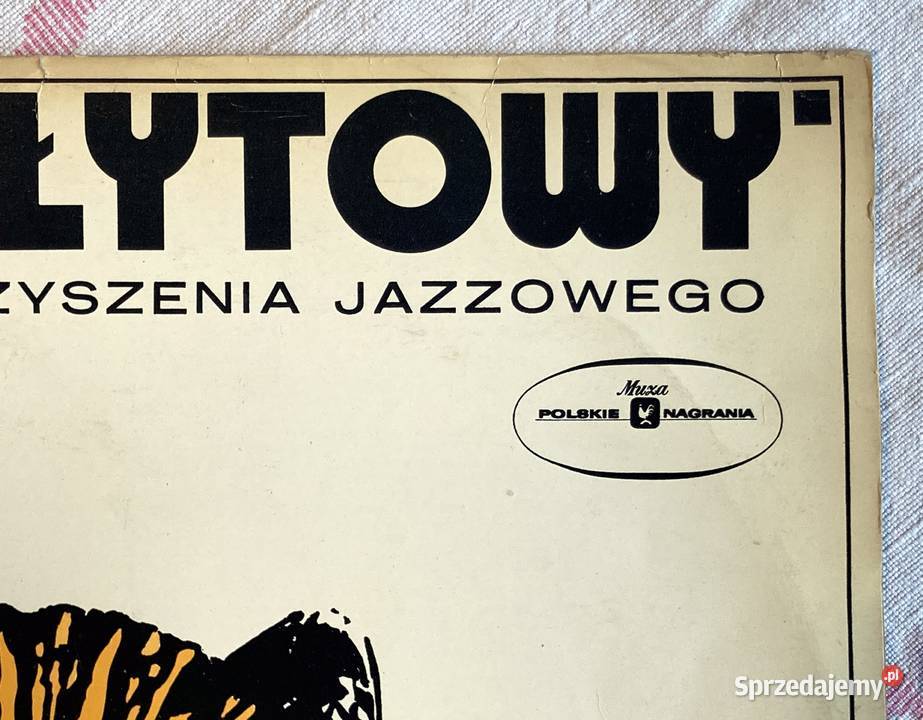 ŁYTOWY"
ZYSZENIA JAZZOWEGO
Muza
POLSKIE NAGRANIA
Sprzedajemy.pl